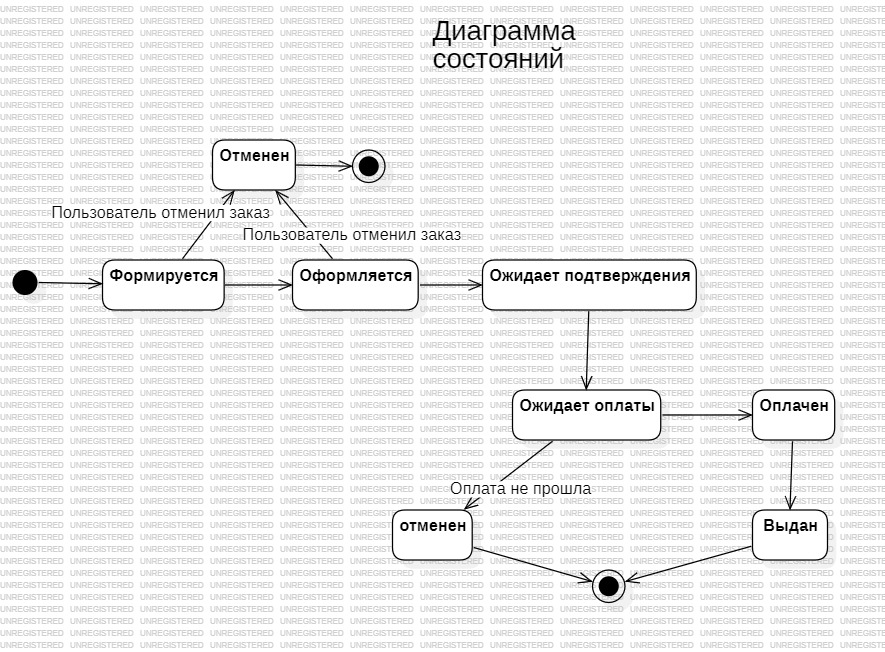 Диаграмма
состояний
Отменен
Пользователь отменил заказ
Пользователь отменил заказ
Формируется
Оформляется
Ожидает подтверждения
Ожидает оплаты
Оплачен
Оплата не прошла
отменен
Выдан
UNREGISTERED